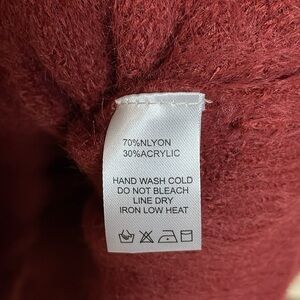 70%NLYON
30%ACRYLIC
HAND WASH COLD
DO NOT BLEACH
LINE DRY
IRON LOW HEAT